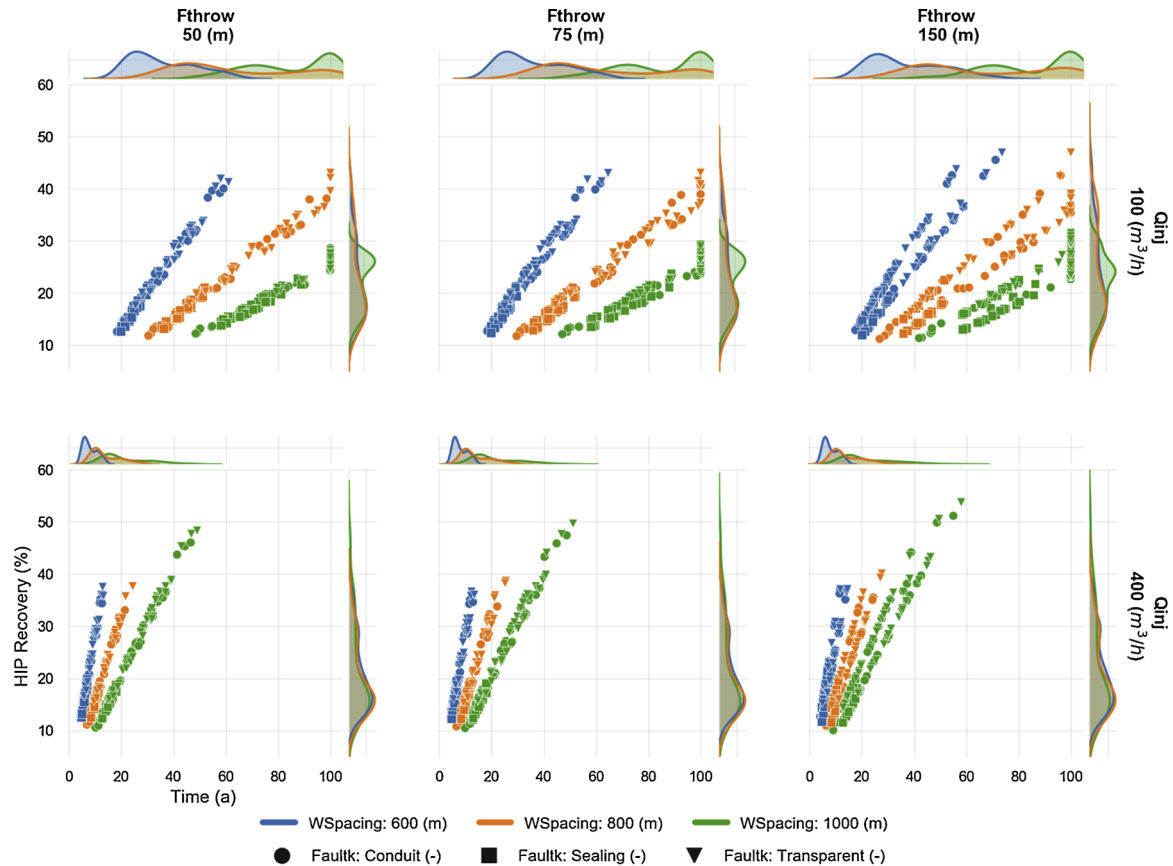 Fthrow
50 (m)
Fthrow
75 (m)
Fthrow
150 (m)
60
50
40
30
20
10
Qinj
100 (m³/h)
60
50
40
30
20
10
HIP Recovery (%)
Qinj
400 (m³/h)
0 20 40 60 80 100
0 20 40 60 80 100
0 20 40 60 80 100
Time (a)
WSpacing: 600 (m) WSpacing: 800 (m) WSpacing: 1000 (m)
Faultk: Conduit (-) Faultk: Sealing (-) Faultk: Transparent (-)